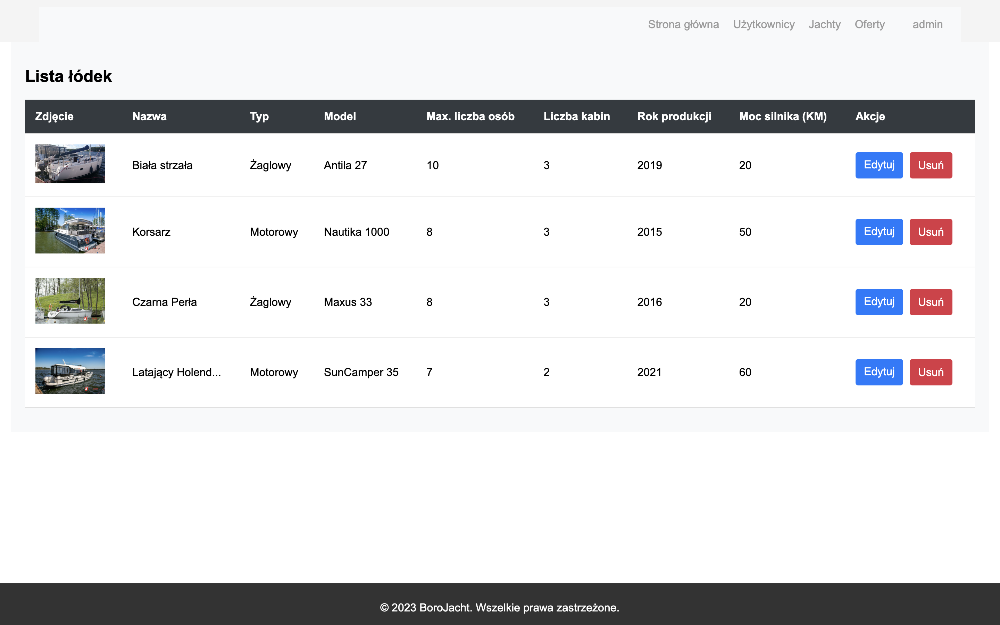 Strona główna Użytkownicy Jachty Oferty admin
Lista łódek
Zdjęcie Nazwa Typ Model Max. liczba osób Liczba kabin Rok produkcji Moc silnika (KM) Akcje
Biała strzała Żaglowy Antila 27 10 3 2019 20 Edytuj Usuń
Korsarz Motorowy Nautika 1000 8 3 2015 50 Edytuj Usuń
Czarna Perła Żaglowy Maxus 33 8 3 2016 20 Edytuj Usuń
Latający Holend... Motorowy SunCamper 35 7 2 2021 60 Edytuj Usuń
© 2023 BoroJacht. Wszelkie prawa zastrzeżone.